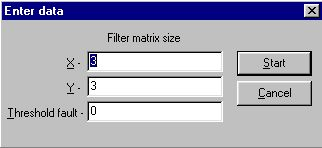 Enter data
Filter matrix size
X - 3
Start
Y - 3
Cancel
Threshold fault - 0